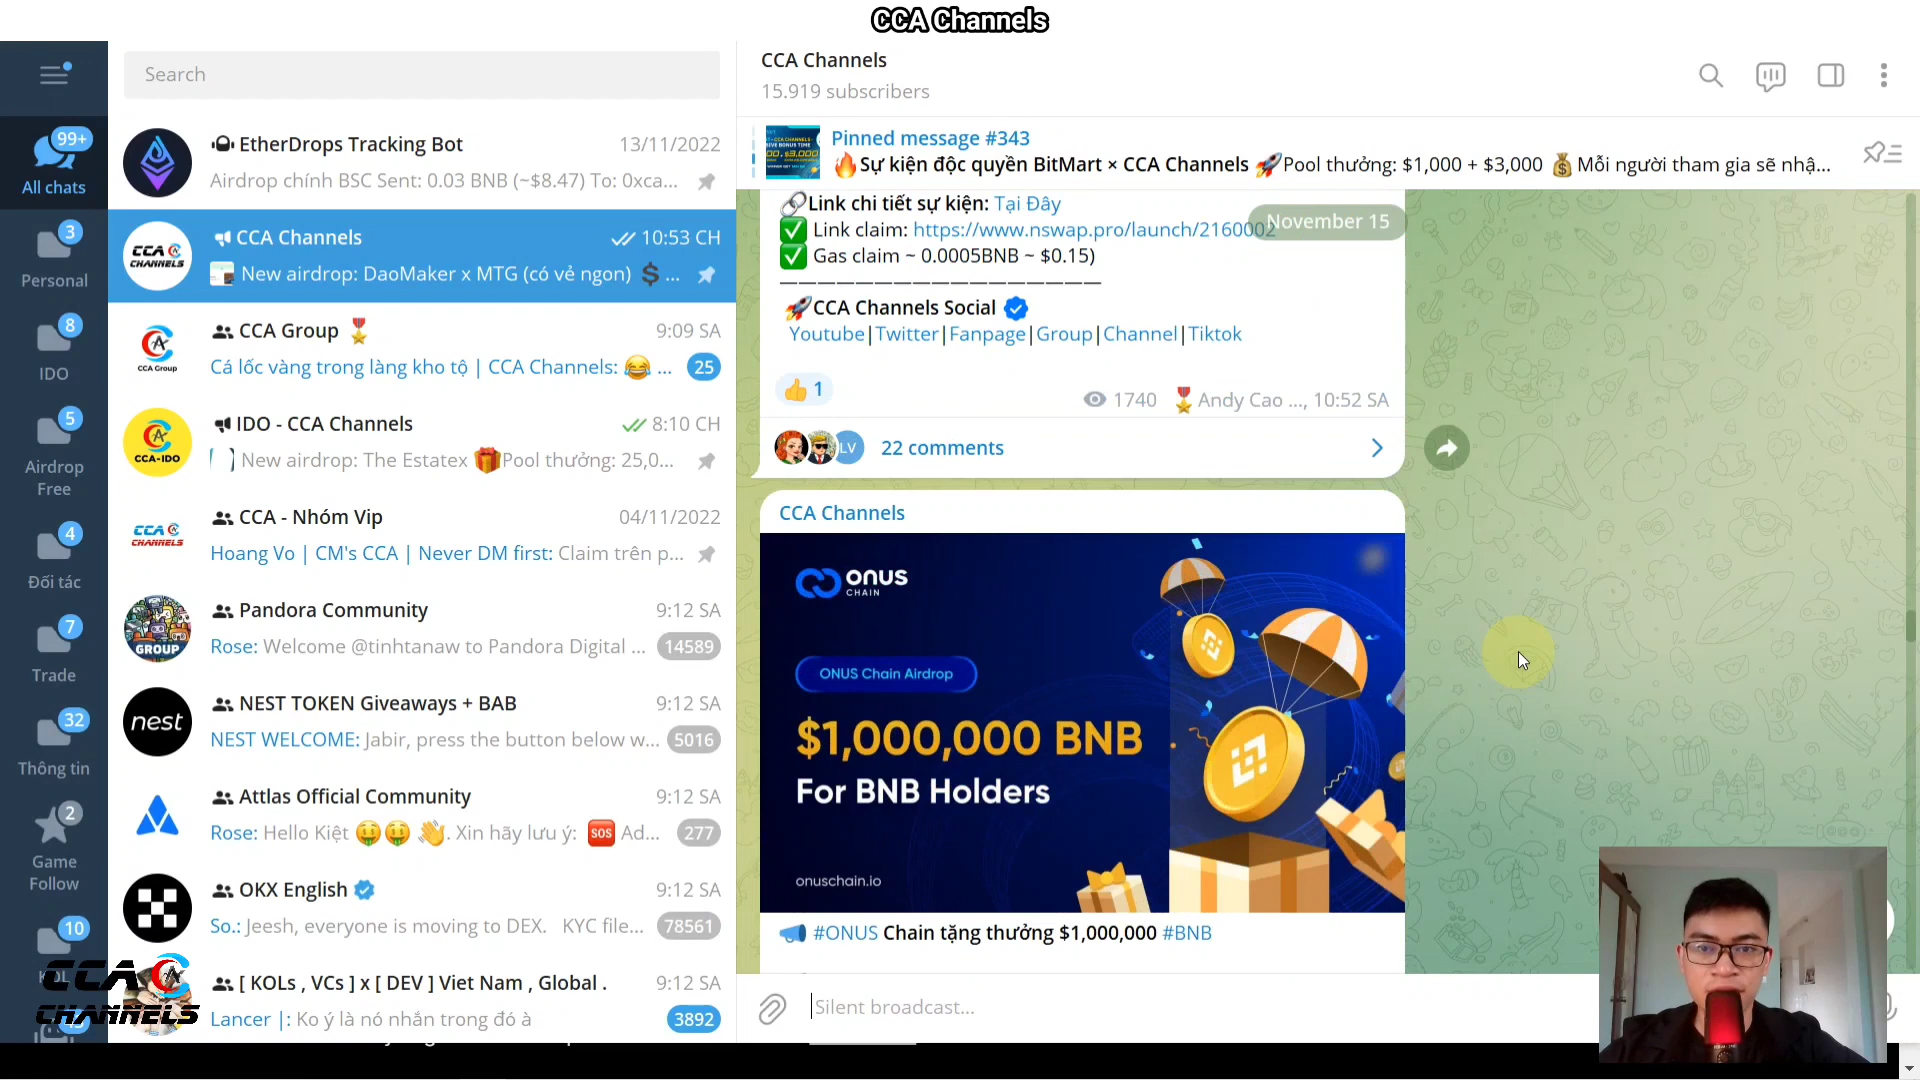 CCA Channels
Search
99+
All chats
3
Personal
8
IDO
5
Airdrop
Free
4
Đối tác
7
Trade
32
Thông tin
2
Game
Follow
10
EtherDrops Tracking Bot
13/11/2022
Airdrop chính BSC Sent: 0.03 BNB (~$8.47) To: 0xca...
CCA CHANNELS
CCA Channels
10:53 CH
New airdrop: DaoMaker x MTG (có vẻ ngon) 💲...
CCA Group
CCA Group 🎖
9:09 SA
Cá lốc vàng trong làng kho tộ | CCA Channels: 😂 ...
25
CCA-IDO
IDO - CCA Channels
8:10 CH
New airdrop: The Estatex 🎁Pool thưởng: 25,0...
CCA CHANNELS
CCA - Nhóm Vip
04/11/2022
Hoang Vo | CM's CCA | Never DM first: Claim trên p...
GROUP
Pandora Community
9:12 SA
Rose: Welcome @tinhtanaw to Pandora Digital ...
14589
nest
NEST TOKEN Giveaways + BAB
9:12 SA
NEST WELCOME: Jabir, press the button below w...
5016
Attlas Official Community
9:12 SA
Rose: Hello Kiệt 🤑🤑 👋. Xin hãy lưu ý: 🆘 Ad...
277
OKX English
9:12 SA
So.: Jeesh, everyone is moving to DEX. KYC file...
78561
[ KOLs , VCs ] x [ DEV ] Viet Nam , Global .
9:12 SA
Lancer |: Ko ý là nó nhắn trong đó à
3892
CCA
CHANNELS
CCA Channels
15.919 subscribers
Pinned message #343
🔥Sự kiện độc quyền BitMart × CCA Channels 🚀Pool thưởng: $1,000 + $3,000 💰Mỗi người tham gia sẽ nhậ...
November 15
🔗Link chi tiết sự kiện: Tại Đây
✅ Link claim: https://www.nswap.pro/launch/2160002
✅ Gas claim ~ 0.0005BNB ~ $0.15)
—————————————————
🚀CCA Channels Social
Youtube|Twitter|Fanpage|Group|Channel|Tiktok
👍 1
1740
🎖Andy Cao ..., 10:52 SA
LV
22 comments
CCA Channels
ONUS
CHAIN
ONUS Chain Airdrop
$1,000,000 BNB
For BNB Holders
onuschain.io
📣 #ONUS Chain tặng thưởng $1,000,000 #BNB
Silent broadcast...